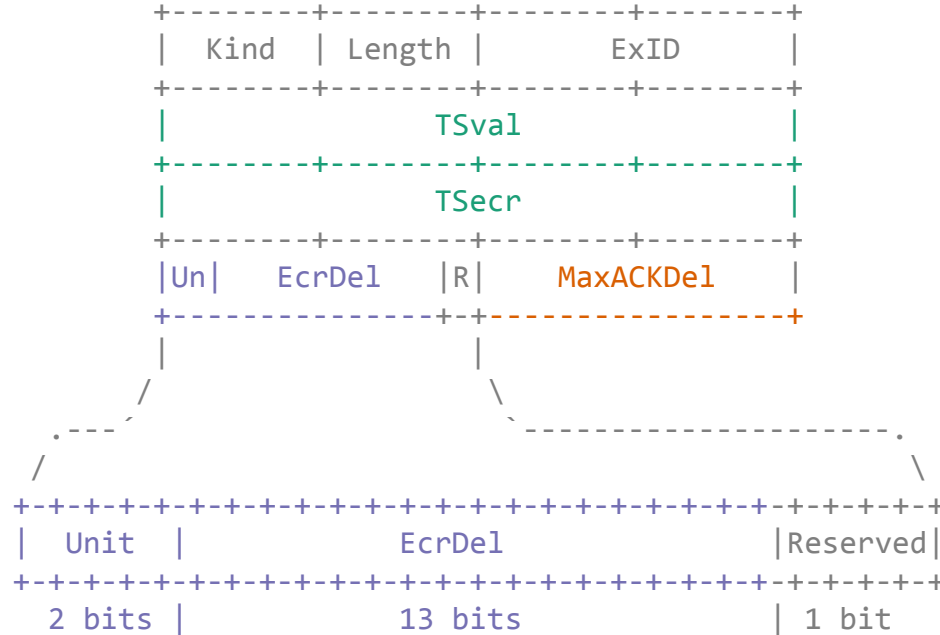 +--------+--------+--------+--------+
|  Kind  | Length |       ExID      |
+--------+--------+--------+--------+
|               TSval               |
+--------+--------+--------+--------+
|               TSecr               |
+--------+--------+--------+--------+
|Un|   EcrDel   |R|    MaxACKDel    |
+---------------+-+-----------------+
|                 |
/                   \
.---´                     `---------------------.
/                                                 \
+-+-+-+-+-+-+-+-+-+-+-+-+-+-+-+-+-+-+-+-+-+-+-+-+-+-+
|  Unit  |            EcrDel               |Reserved|
+-+-+-+-+-+-+-+-+-+-+-+-+-+-+-+-+-+-+-+-+-+-+-+-+-+-+
2 bits |            13 bits              | 1 bit